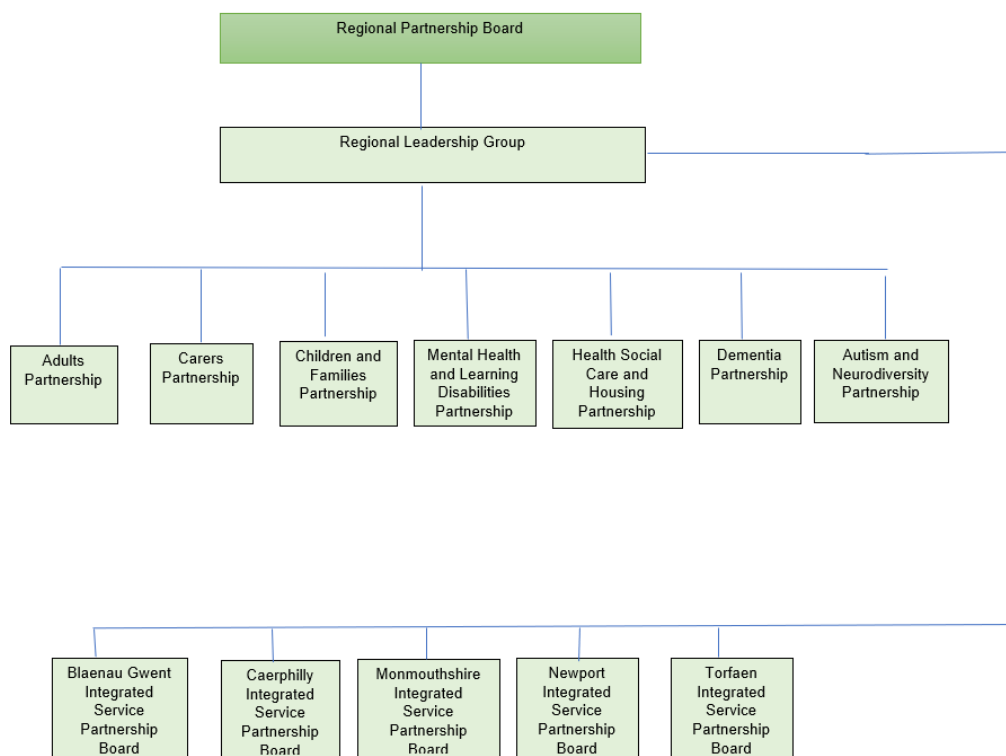 Regional Partnership Board
Regional Leadership Group
Adults
Partnership
Carers
Partnership
Children and
Families
Partnership
Mental Health
and Learning
Disabilities
Partnership
Health Social
Care and
Housing
Partnership
Dementia
Partnership
Autism and
Neurodiversity
Partnership
Blaenau Gwent
Integrated
Service
Partnership
Board
Caerphilly
Integrated
Service
Partnership
Board
Monmouthshire
Integrated
Service
Partnership
Board
Newport
Integrated
Service
Partnership
Board
Torfaen
Integrated
Service
Partnership
Board